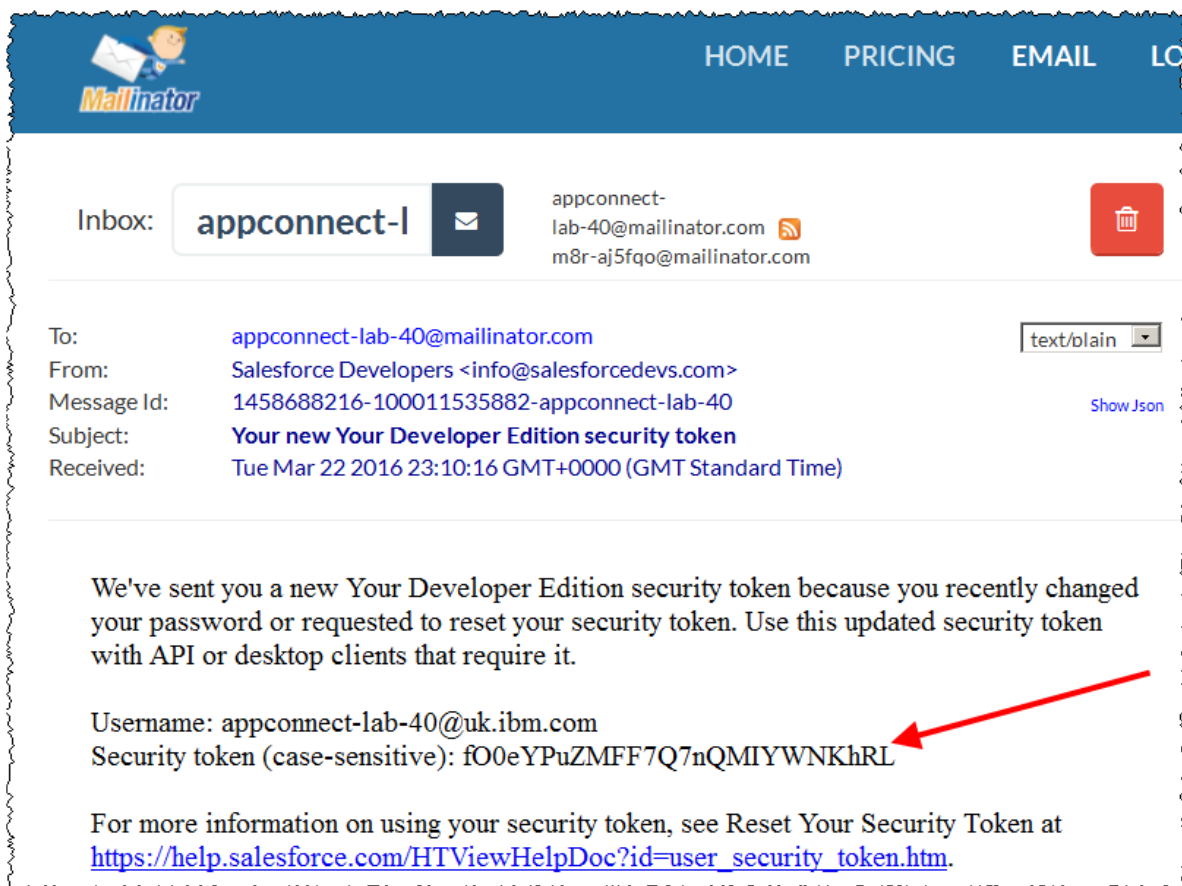 Mailinator
HOME PRICING EMAIL LO
Inbox: appconnect-l
appconnect-
lab-40@mailinator.com
m8r-aj5fqo@mailinator.com
To: appconnect-lab-40@mailinator.com
text/plain
From: Salesforce Developers <info@salesforcedevs.com>
Message Id: 1458688216-100011535882-appconnect-lab-40
Show Json
Subject: Your new Your Developer Edition security token
Received: Tue Mar 22 2016 23:10:16 GMT+0000 (GMT Standard Time)
We've sent you a new Your Developer Edition security token because you recently changed
your password or requested to reset your security token. Use this updated security token
with API or desktop clients that require it.
Username: appconnect-lab-40@uk.ibm.com
Security token (case-sensitive): fO0eYPuZMFF7Q7nQMIYWNKhRL
For more information on using your security token, see Reset Your Security Token at
https://help.salesforce.com/HTViewHelpDoc?id=user_security_token.htm.